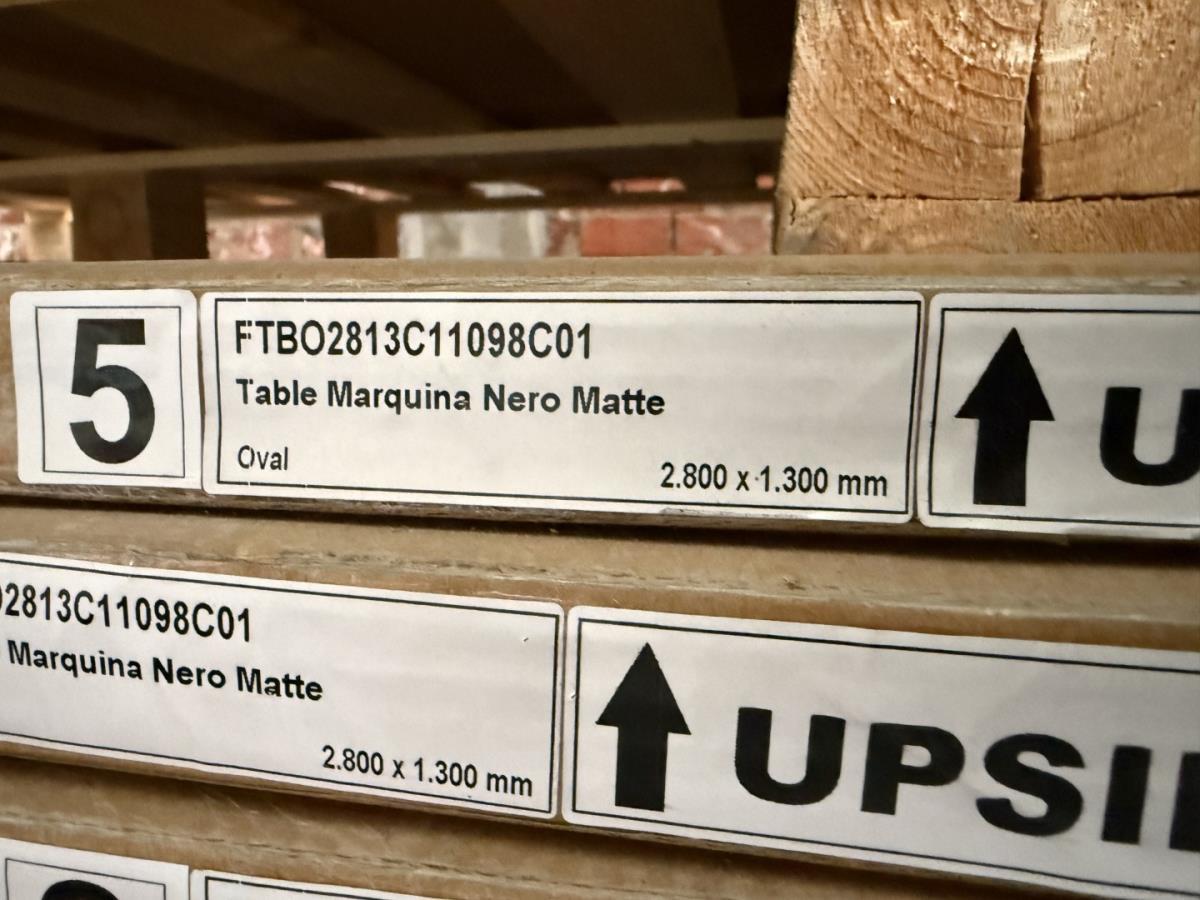 5
FTBO2813C11098C01
Table Marquina Nero Matte
Oval
2.800 x 1.300 mm
U
2813C11098C01
Marquina Nero Matte
2.800 x 1.300 mm
UPSI